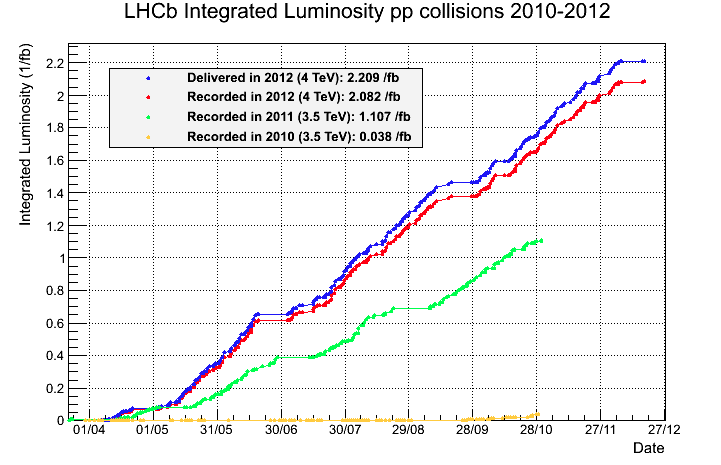 LHCb Integrated Luminosity pp collisions 2010-2012
Integrated Luminosity (1/fb)
Delivered in 2012 (4 TeV): 2.209 /fb
Recorded in 2012 (4 TeV): 2.082 /fb
Recorded in 2011 (3.5 TeV): 1.107 /fb
Recorded in 2010 (3.5 TeV): 0.038 /fb
2.2
2
1.8
1.6
1.4
1.2
1
0.8
0.6
0.4
0.2
0
01/04 01/05 31/05 30/06 30/07 29/08 28/09 28/10 27/11 27/12
Date